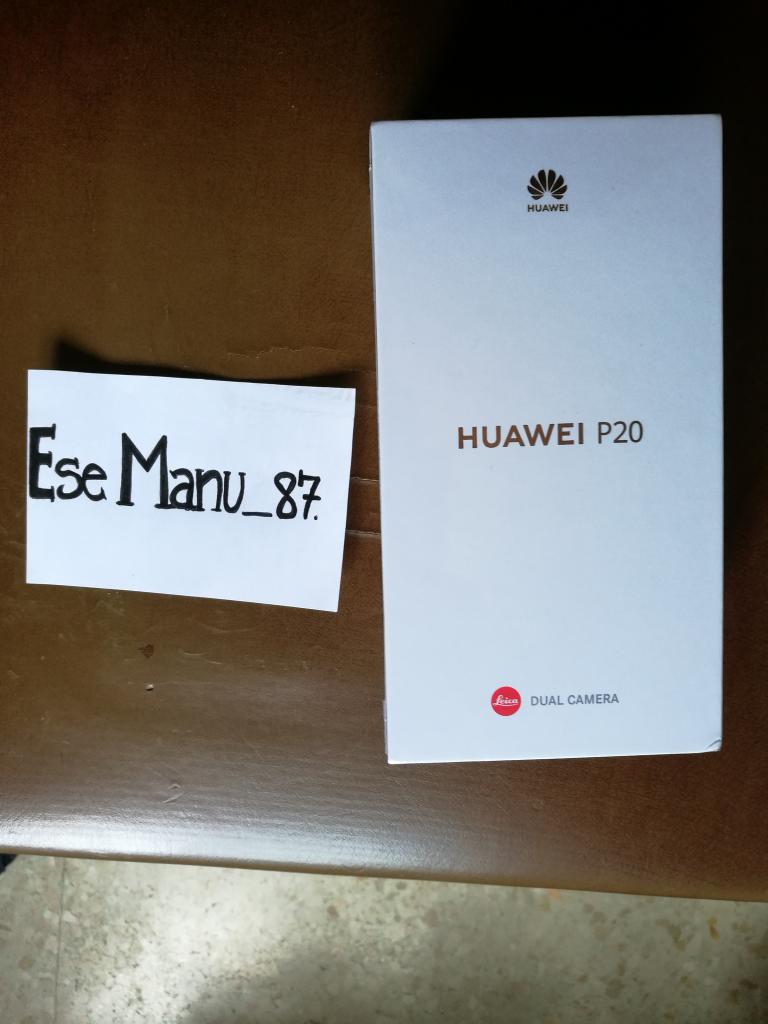 Ese Manu_87.
HUAWEI
HUAWEI P20
Leica DUAL CAMERA